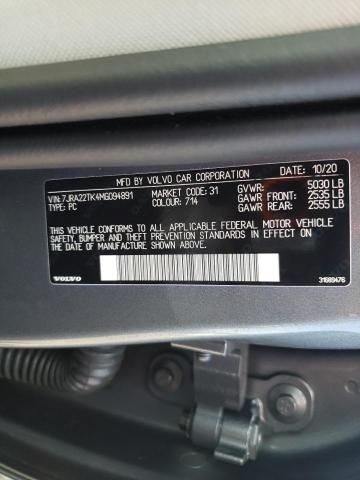 MFD. BY VOLVO CAR CORPORATION DATE: 10/20
VIN: 7JRA22TK4MG094891 MARKET CODE: 31 GVWR: 5030 LB
TYPE: PC COLOUR: 714 GAWR FRONT: 2535 LB
GAWR REAR: 2555 LB
THIS VEHICLE CONFORMS TO ALL APPLICABLE FEDERAL MOTOR VEHICLE
SAFETY, BUMPER AND THEFT PREVENTION STANDARDS IN EFFECT ON
THE DATE OF MANUFACTURE SHOWN ABOVE.
VOLVO 31689476